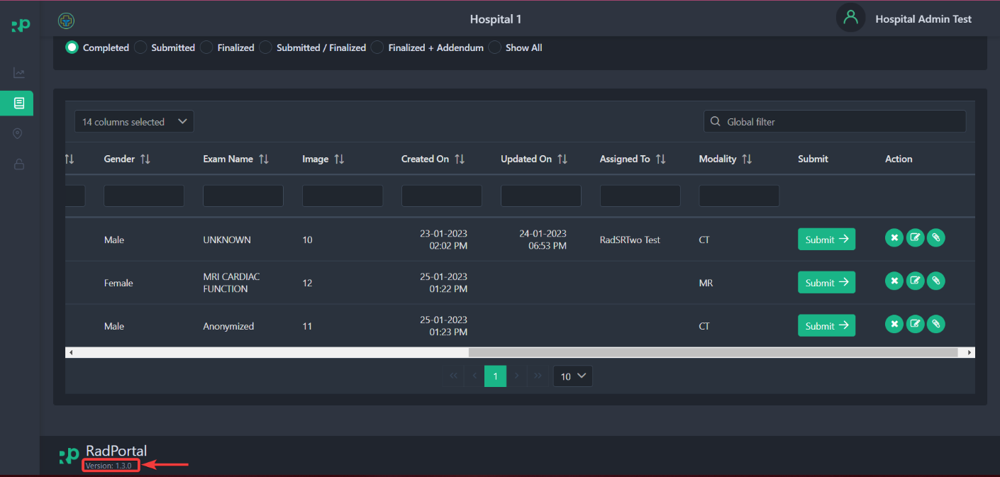 Hospital 1
Hospital Admin Test
Completed Submitted Finalized Submitted / Finalized Finalized + Addendum Show All
14 columns selected
Global filter
Gender Exam Name Image Created On Updated On Assigned To Modality Submit Action
Male UNKNOWN 10 23-01-2023 24-01-2023 RadSRTwo Test CT Submit
02:02 PM 06:53 PM
Female MRI CARDIAC 12 25-01-2023 MR Submit
FUNCTION 01:22 PM
Male Anonymized 11 25-01-2023 CT Submit
01:23 PM
1 10
RadPortal
Version: 1.3.0